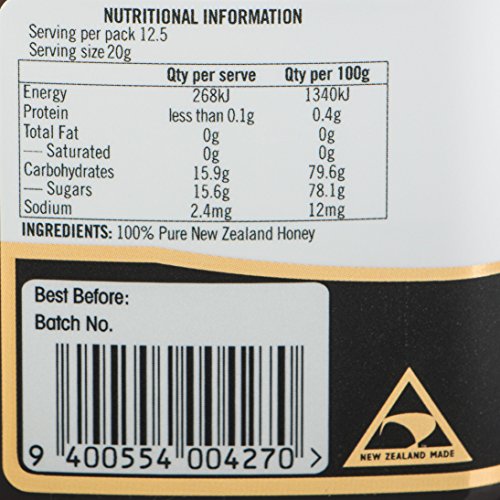 NUTRITIONAL INFORMATION
Serving per pack 12.5
Serving size 20g
Qty per serve Qty per 100g
Energy 268kJ 1340kJ
Protein less than 0.1g 0.4g
Total Fat 0g 0g
— Saturated 0g 0g
Carbohydrates 15.9g 79.6g
— Sugars 15.6g 78.1g
Sodium 2.4mg 12mg
INGREDIENTS: 100% Pure New Zealand Honey
Best Before:
Batch No.
9 400554 004270 >
NEW ZEALAND MADE